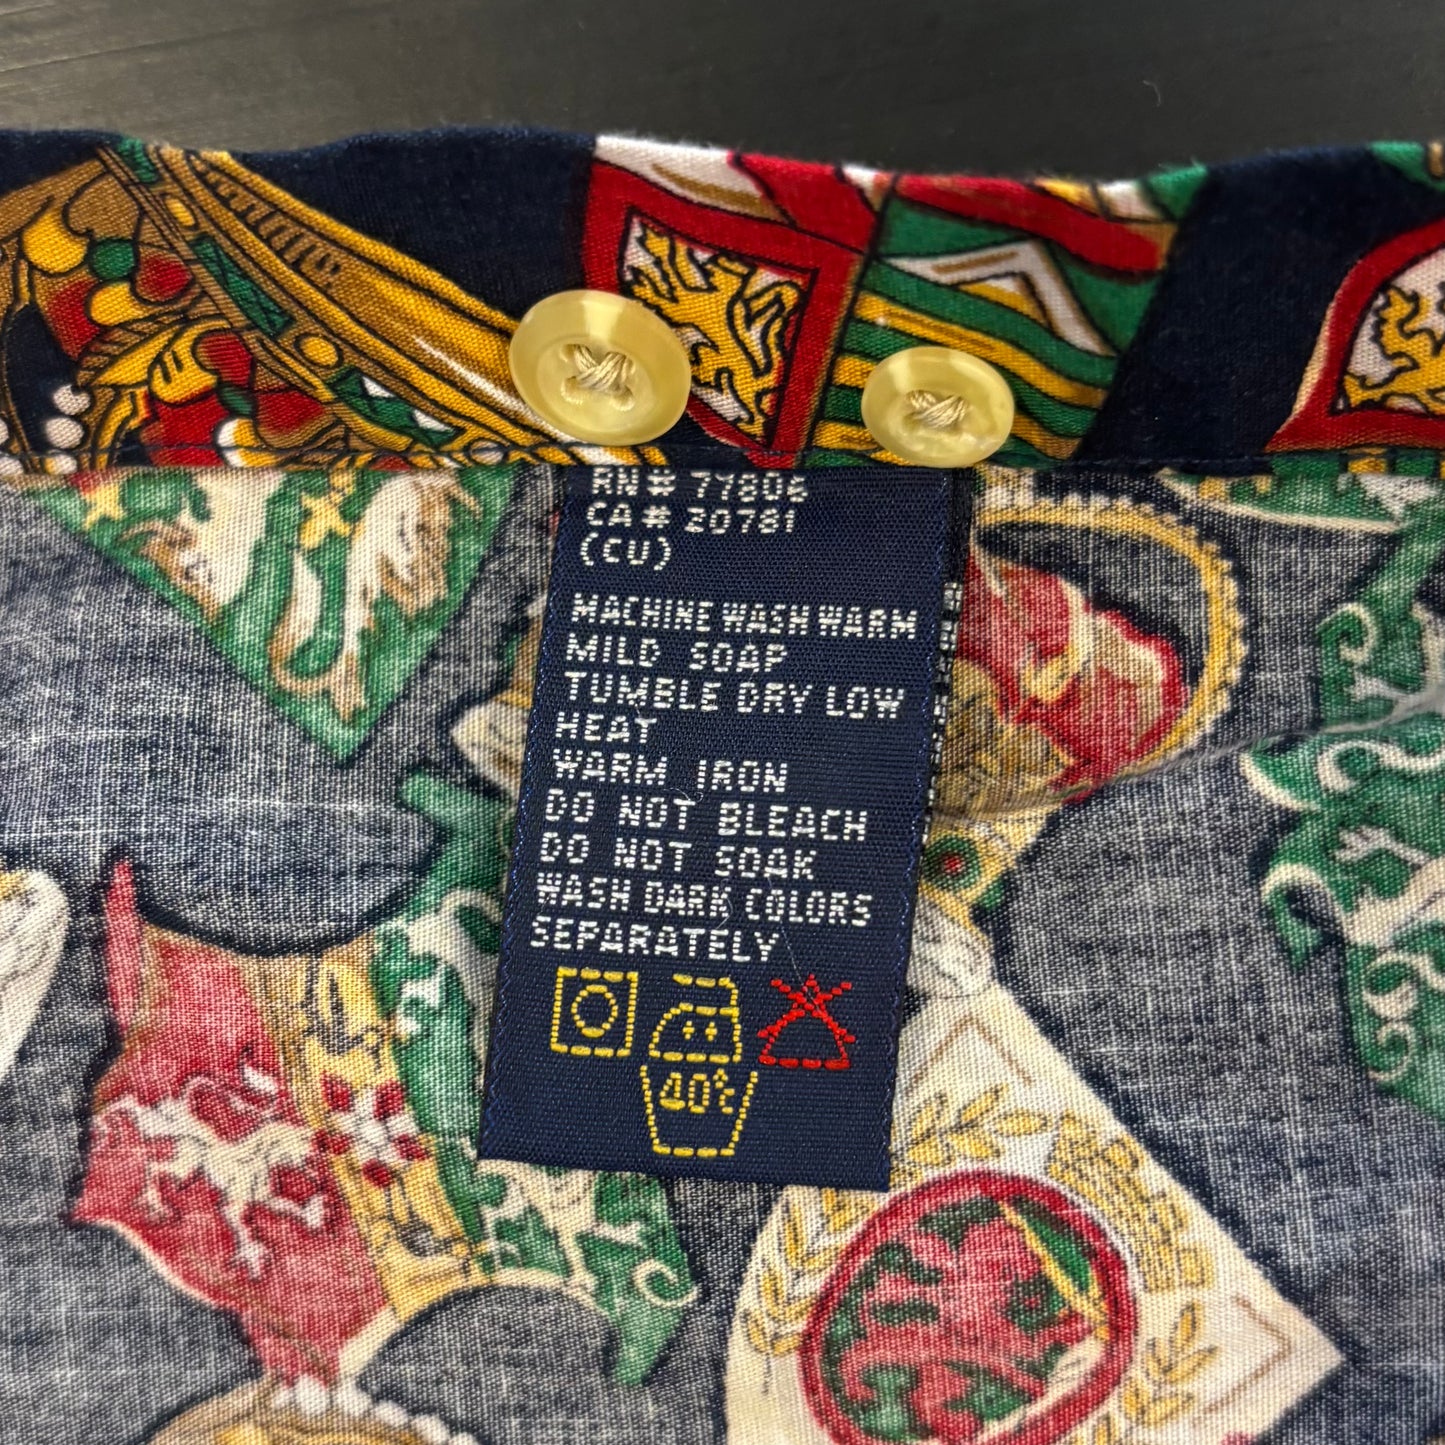 RN# 77806
CA# 20781
(CU)
MACHINE WASH WARM
MILD SOAP
TUMBLE DRY LOW
HEAT
WARM IRON
DO NOT BLEACH
DO NOT SOAK
WASH DARK COLORS
SEPARATELY
40°c